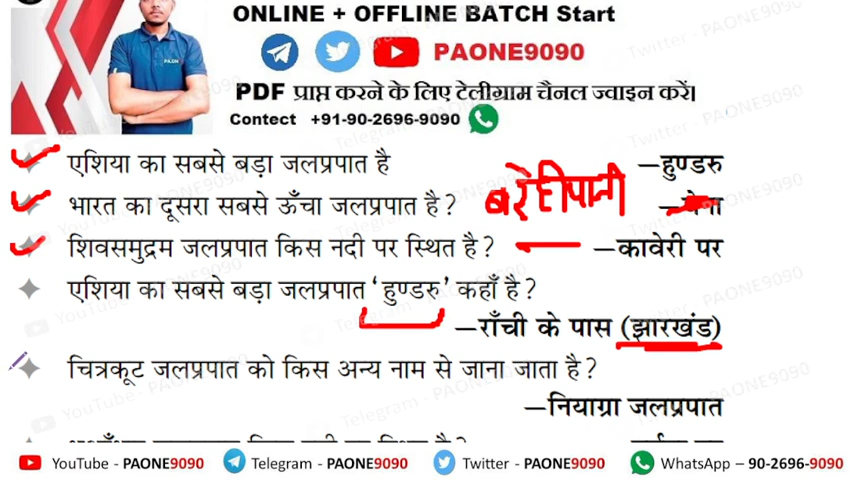 ONLINE + OFFLINE BATCH Start
PAONE9090
PDF प्राप्त करने के लिए टेलीग्राम चैनल ज्वाइन करें।
Contect +91-90-2696-9090
एशिया का सबसे बड़ा जलप्रपात है –हुण्डरु
भारत का दूसरा सबसे ऊँचा जलप्रपात है? बरेहीपानी
शिवसमुद्रम जलप्रपात किस नदी पर स्थित है? –कावेरी पर
एशिया का सबसे बड़ा जलप्रपात ‘हुण्डरु’ कहाँ है?
–राँची के पास (झारखंड)
चित्रकूट जलप्रपात को किस अन्य नाम से जाना जाता है?
–नियाग्रा जलप्रपात
YouTube - PAONE9090 Telegram - PAONE9090 Twitter - PAONE9090 WhatsApp – 90-2696-9090